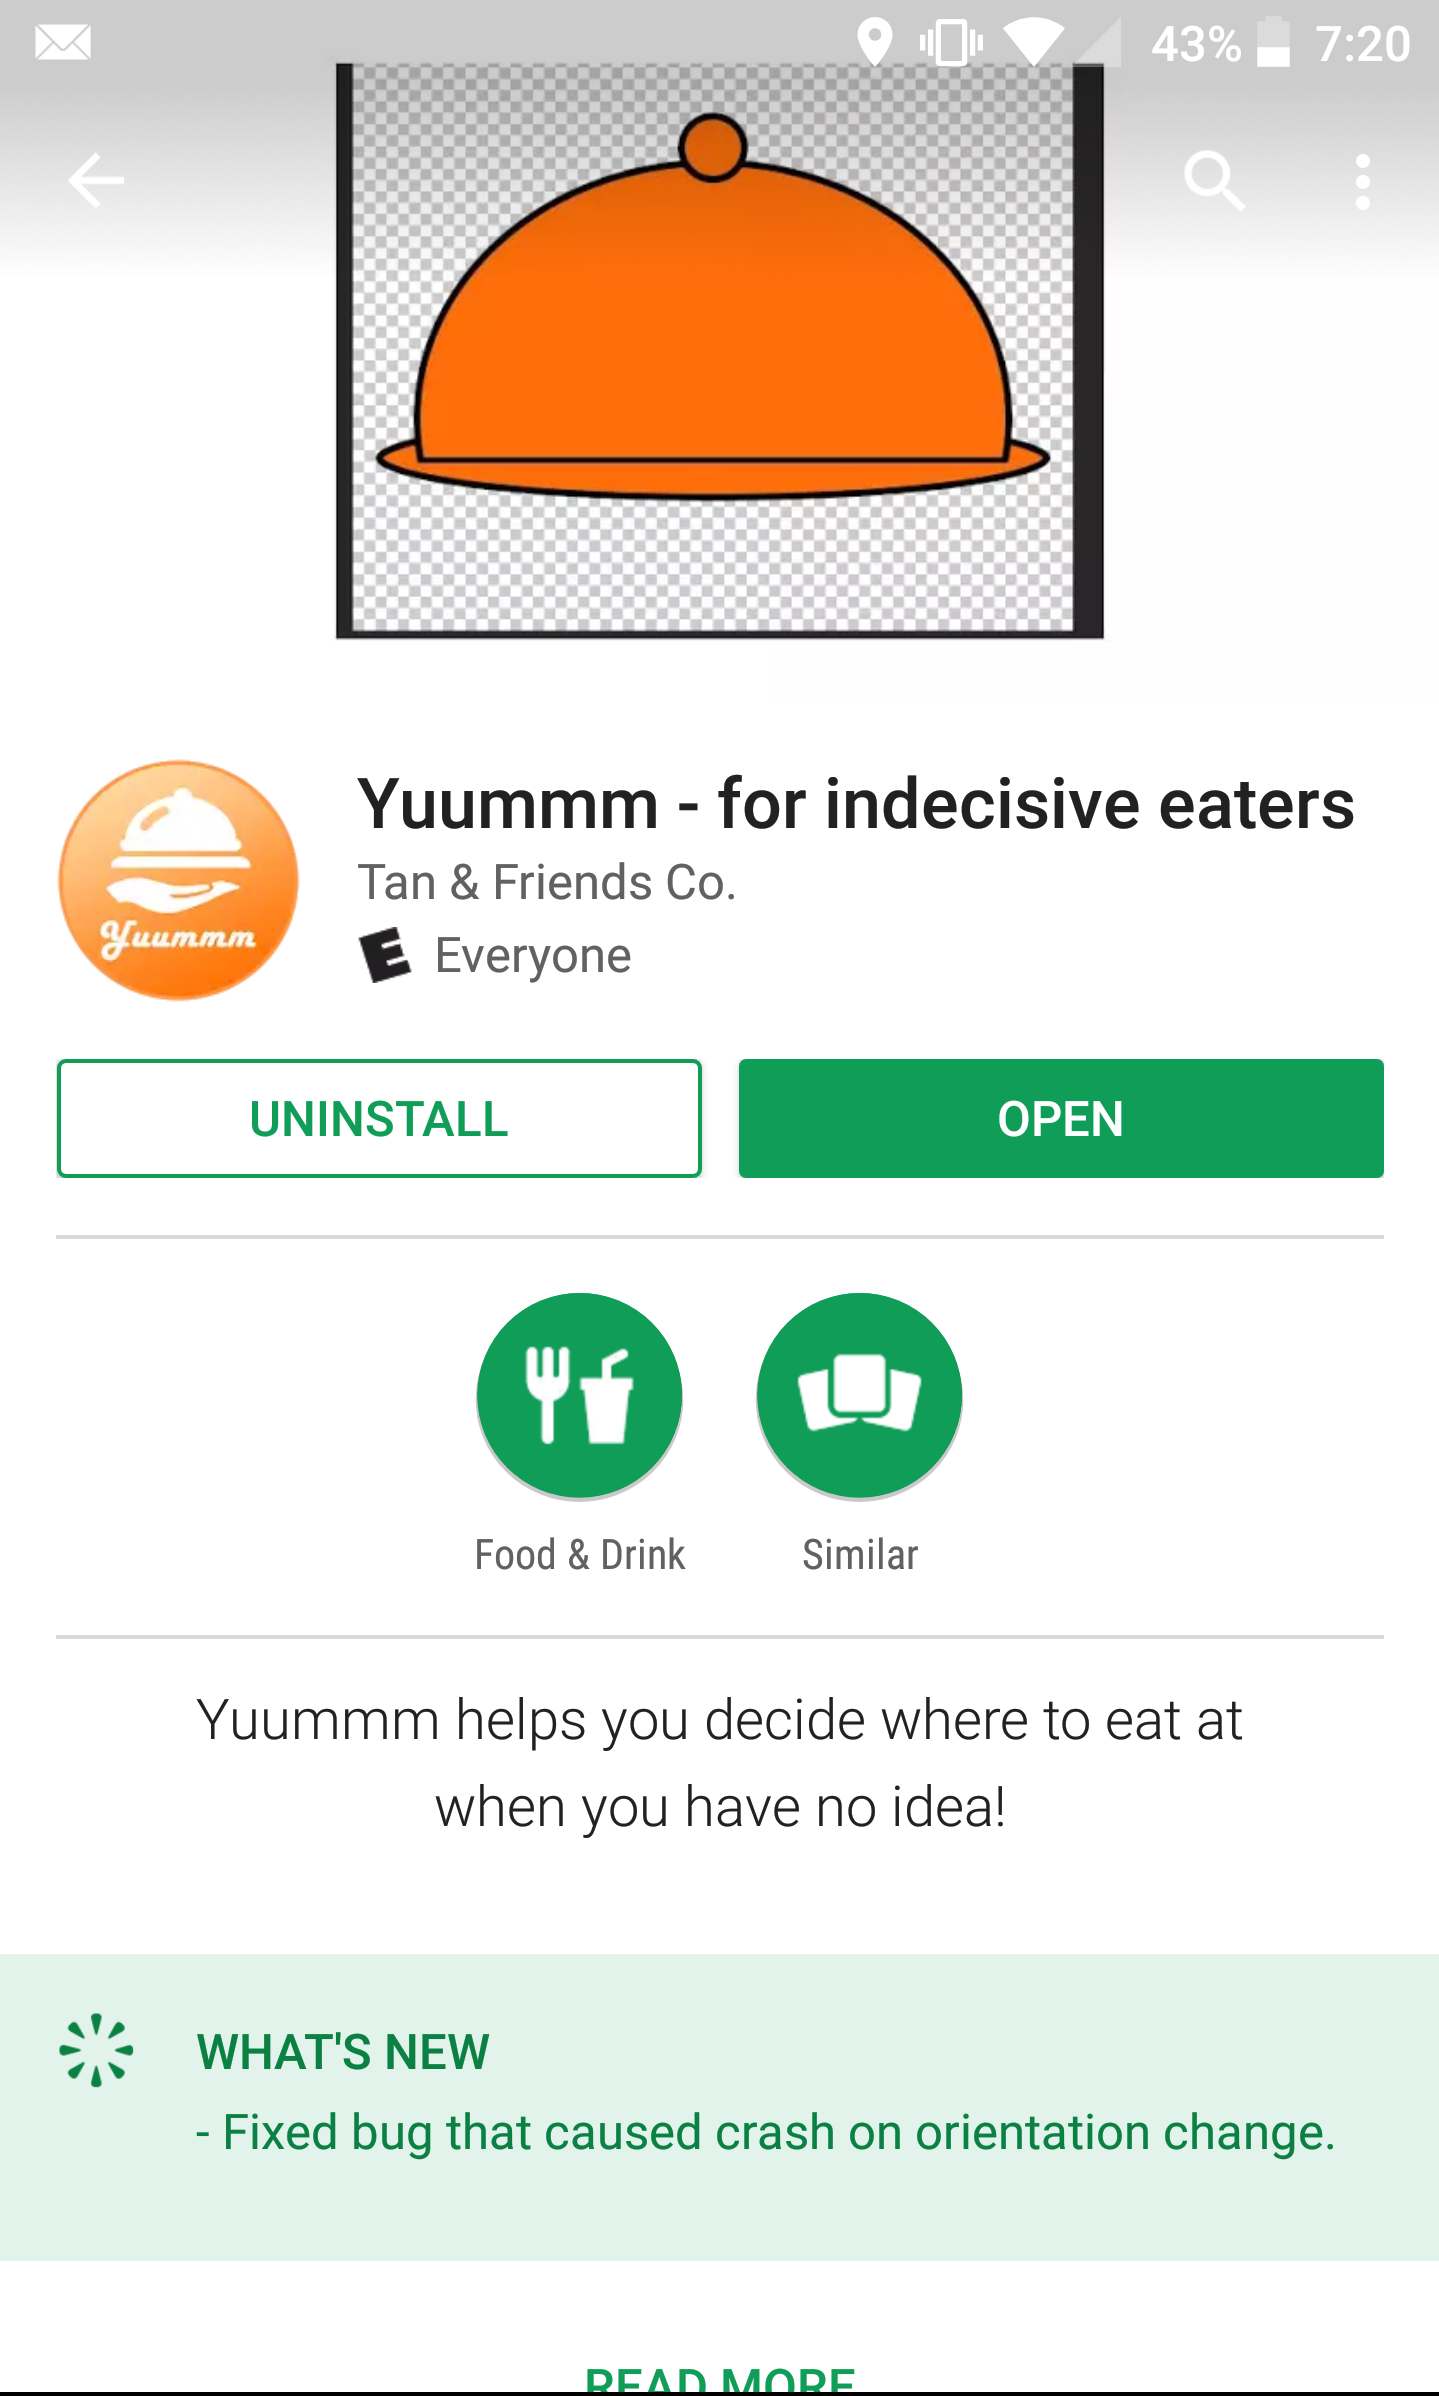 43% 7:20
Yuummm - for indecisive eaters
Tan & Friends Co.
E Everyone
Yuummm
UNINSTALL
OPEN
Food & Drink
Similar
Yuummm helps you decide where to eat at
when you have no idea!
WHAT'S NEW
- Fixed bug that caused crash on orientation change.
READ MORE